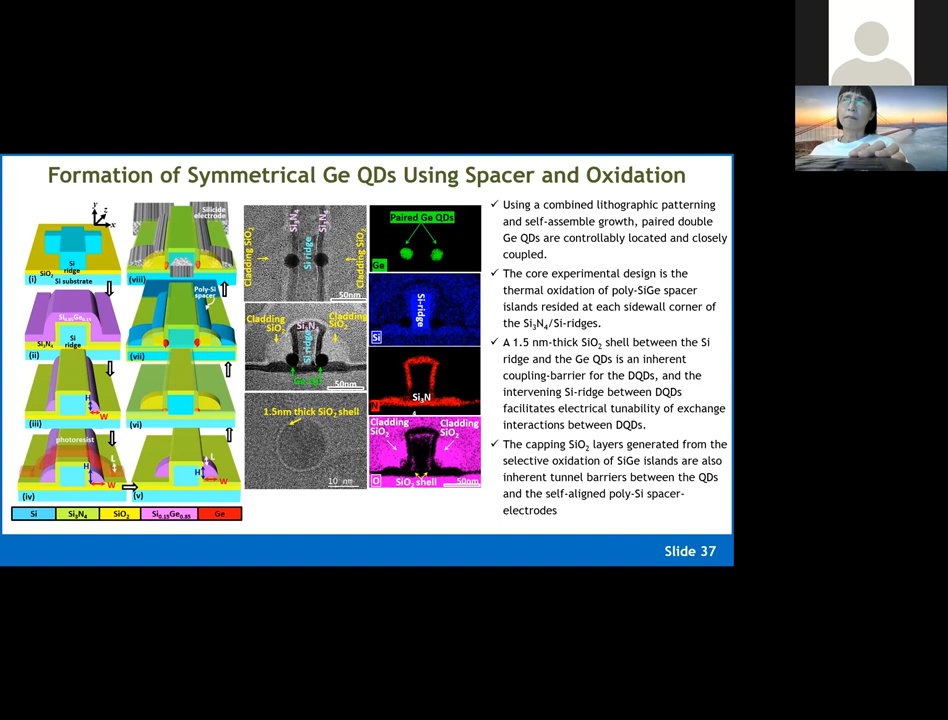 Formation of Symmetrical Ge QDs Using Spacer and Oxidation
y
z
x
Si
ridge
SiO2
Si substrate
(i)
Silicide
electrode
(viii)
Si3N4
Si
ridge
(ii)
Poly-Si
spacer
(vii)
H
W
(iii)
(vi)
photoresist
L
H
W
(iv)
L
H
W
(v)
Si
Si3N4
SiO2
Si0.15Ge0.85
Ge
Cladding SiO2
Si3N4
Si ridge
Si3N4
Cladding SiO2
50nm
Cladding
SiO2
Si3N4
Cladding
SiO2
Si ridge
Ge QD
50nm
1.5nm thick SiO2 shell
10 nm
Paired Ge QDs
Ge
Si-ridge
Si
Si3N
4
N
Cladding
SiO2
Cladding
SiO2
O
SiO2 shell
50nm
✓ Using a combined lithographic patterning
and self-assemble growth, paired double
Ge QDs are controllably located and closely
coupled.
✓ The core experimental design is the
thermal oxidation of poly-SiGe spacer
islands resided at each sidewall corner of
the Si3N4/Si-ridges.
✓ A 1.5 nm-thick SiO2 shell between the Si
ridge and the Ge QDs is an inherent
coupling-barrier for the DQDs, and the
intervening Si-ridge between DQDs
facilitates electrical tunability of exchange
interactions between DQDs.
✓ The capping SiO2 layers generated from the
selective oxidation of SiGe islands are also
inherent tunnel barriers between the QDs
and the self-aligned poly-Si spacer-
electrodes
Slide 37